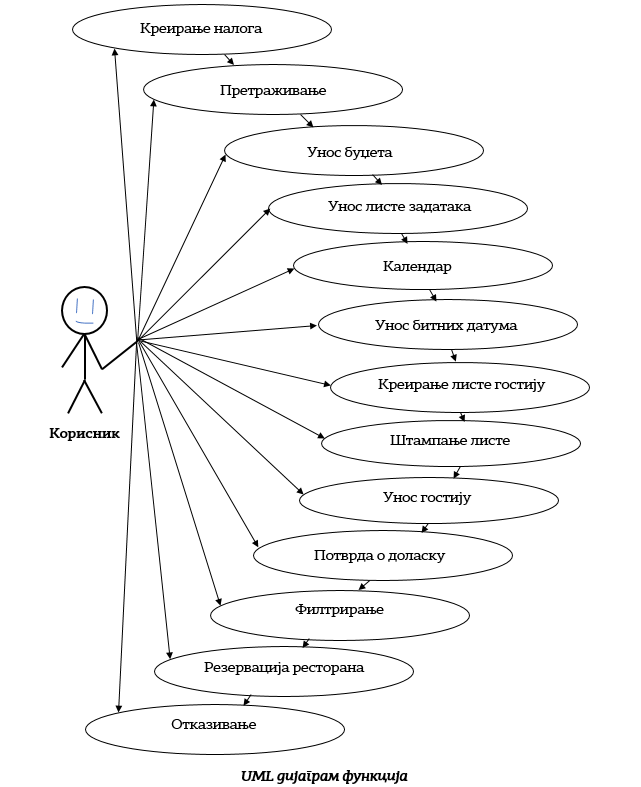 Креирање налога
Претраживање
Унос буџета
Унос листе задатака
Календар
Унос битних датума
Креирање листе гостију
Штампање листе
Унос гостију
Потврда о доласку
Филтрирање
Резервација ресторана
Отказивање
Корисник
UML дијаграм функција